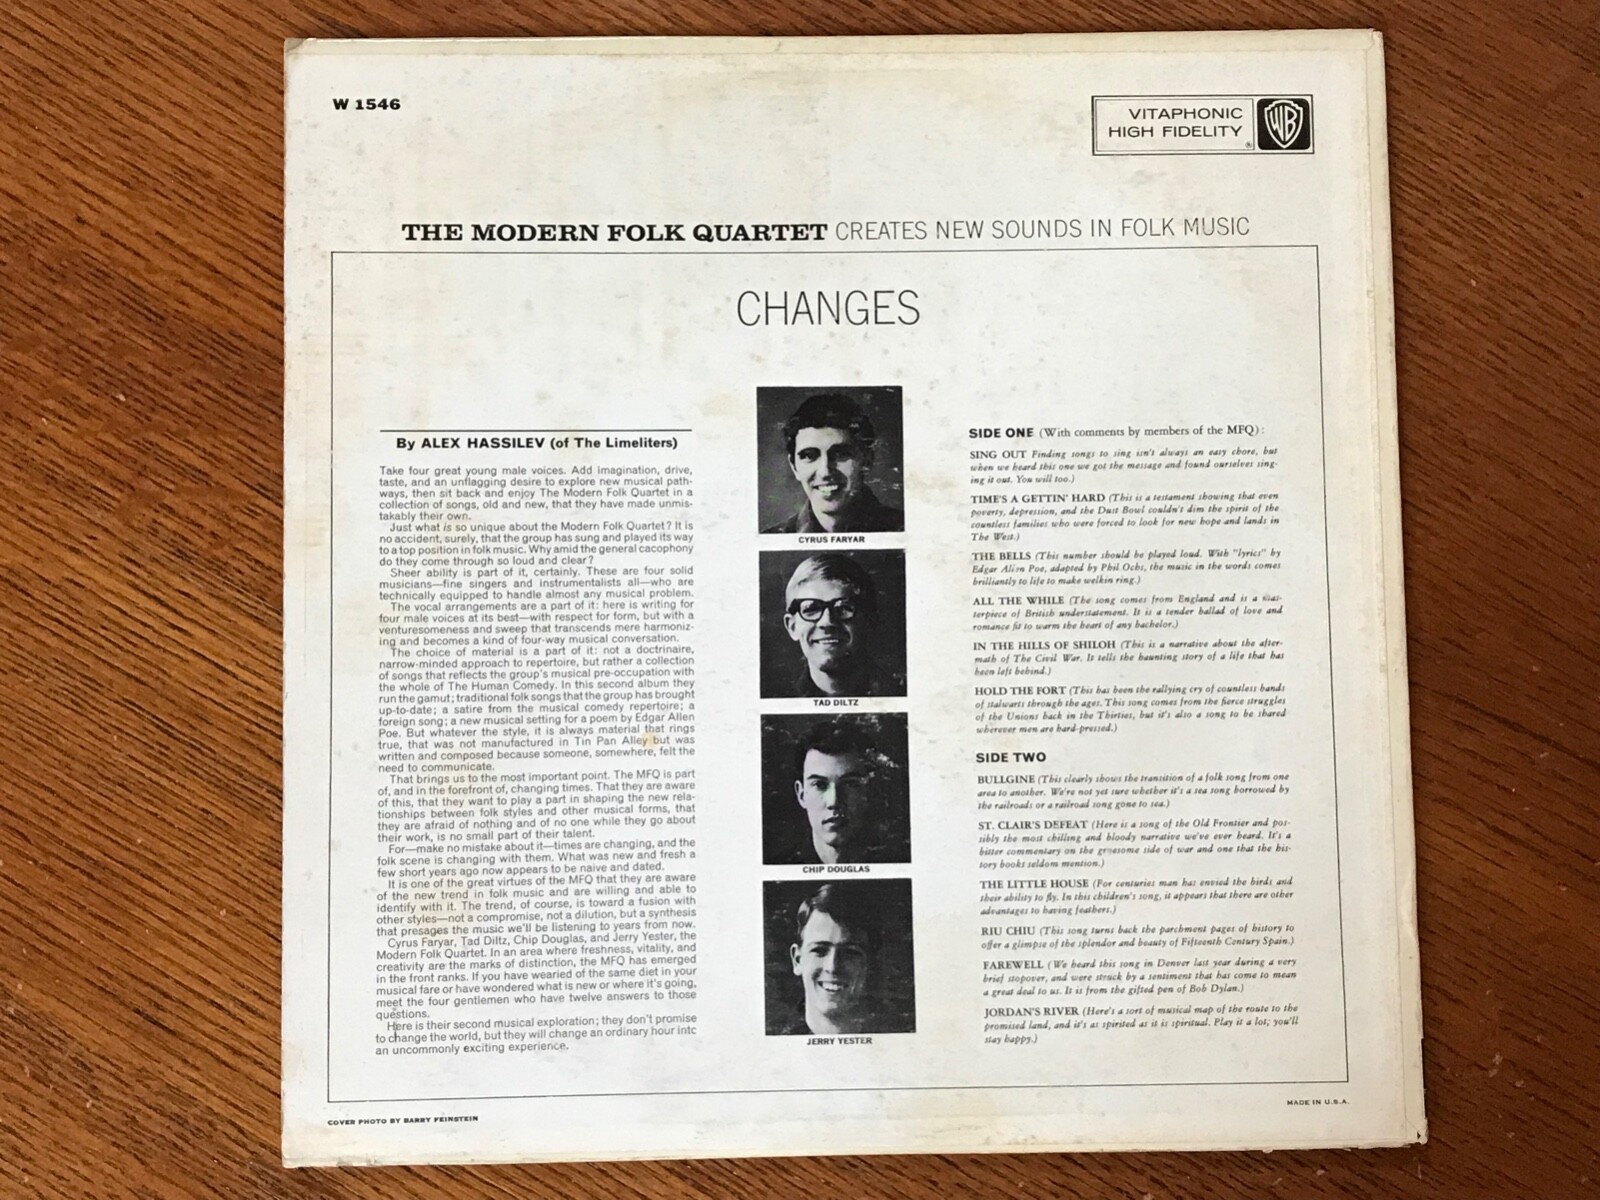 W 1546
VITAPHONIC
HIGH FIDELITY
®
WB
THE MODERN FOLK QUARTET CREATES NEW SOUNDS IN FOLK MUSIC
CHANGES
By ALEX HASSILEV (of The Limeliters)
Take four great young male voices. Add imagination, drive,
taste, and an unflagging desire to explore new musical path-
ways, then sit back and enjoy The Modern Folk Quartet in a
collection of songs, old and new, that they have made unmis-
takably their own.
Just what is so unique about the Modern Folk Quartet? It is
no accident, surely, that the group has sung and played its way
to a top position in folk music. Why amid the general cacophony
do they come through so loud and clear?
Sheer ability is part of it, certainly. These are four solid
musicians—fine singers and instrumentalists all—who are
technically equipped to handle almost any musical problem.
The vocal arrangements are a part of it: here is writing for
four male voices at its best—with respect for form, but with a
venturesomeness and sweep that transcends mere harmoniz-
ing and becomes a kind of four-way musical conversation.
The choice of material is a part of it: not a doctrinaire,
narrow-minded approach to repertoire, but rather a collection
of songs that reflects the group's musical pre-occupation with
the whole of The Human Comedy. In this second album they
run the gamut; traditional folk songs that the group has brought
up-to-date; a satire from the musical comedy repertoire; a
foreign song; a new musical setting for a poem by Edgar Allen
Poe. But whatever the style, it is always material that rings
true, that was not manufactured in Tin Pan Alley but was
written and composed because someone, somewhere, felt the
need to communicate.
That brings us to the most important point. The MFQ is part
of, and in the forefront of, changing times. That they are aware
of this, that they want to play a part in shaping the new rela-
tionships between folk styles and other musical forms, that
they are afraid of nothing and of no one while they go about
their work, is no small part of their talent.
For—make no mistake about it—times are changing, and the
folk scene is changing with them. What was new and fresh a
few short years ago now appears to be naive and dated.
It is one of the great virtues of the MFQ that they are aware
of the new trend in folk music and are willing and able to
identify with it. The trend, of course, is toward a fusion with
other styles—not a compromise, not a dilution, but a synthesis
that presages the music we'll be listening to years from now.
Cyrus Faryar, Tad Diltz, Chip Douglas, and Jerry Yester, the
Modern Folk Quartet. In an area where freshness, vitality, and
creativity are the marks of distinction, the MFQ has emerged
in the front ranks. If you have wearied of the same diet in your
musical fare or have wondered what is new or where it's going,
meet the four gentlemen who have twelve answers to those
questions.
Here is their second musical exploration; they don't promise
to change the world, but they will change an ordinary hour into
an uncommonly exciting experience.
CYRUS FARYAR
TAD DILTZ
CHIP DOUGLAS
JERRY YESTER
SIDE ONE (With comments by members of the MFQ):
SING OUT Finding songs to sing isn't always an easy chore, but
when we heard this one we got the message and found ourselves sing-
ing it out. You will too.)
TIME'S A GETTIN' HARD (This is a testament showing that even
poverty, depression, and the Dust Bowl couldn't dim the spirit of the
countless families who were forced to look for new hope and lands in
The West.)
THE BELLS (This number should be played loud. With "lyrics" by
Edgar Allen Poe, adapted by Phil Ochs, the music in the words comes
brilliantly to life to make welkin ring.)
ALL THE WHILE (The song comes from England and is a mas-
terpiece of British understatement. It is a tender ballad of love and
romance fit to warm the heart of any bachelor.)
IN THE HILLS OF SHILOH (This is a narrative about the after-
math of The Civil War. It tells the haunting story of a life that has
been left behind.)
HOLD THE FORT (This has been the rallying cry of countless bands
of stalwarts through the ages. This song comes from the fierce struggles
of the Unions back in the Thirties, but it's also a song to be shared
wherever men are hard-pressed.)
SIDE TWO
BULLGINE (This clearly shows the transition of a folk song from one
area to another. We're not yet sure whether it's a sea song borrowed by
the railroads or a railroad song gone to sea.)
ST. CLAIR'S DEFEAT (Here is a song of the Old Frontier and pos-
sibly the most chilling and bloody narrative we've ever heard. It's a
bitter commentary on the gruesome side of war and one that the his-
tory books seldom mention.)
THE LITTLE HOUSE (For centuries man has envied the birds and
their ability to fly. In this children's song, it appears that there are other
advantages to having feathers.)
RIU CHIU (This song turns back the parchment pages of history to
offer a glimpse of the splendor and beauty of Fifteenth Century Spain.)
FAREWELL (We heard this song in Denver last year during a very
brief stopover, and were struck by a sentiment that has come to mean
a great deal to us. It is from the gifted pen of Bob Dylan.)
JORDAN'S RIVER (Here's a sort of musical map of the route to the
promised land, and it's as spirited as it is spiritual. Play it a lot; you'll
stay happy.)
COVER PHOTO BY BARRY FEINSTEIN
MADE IN U.S.A.